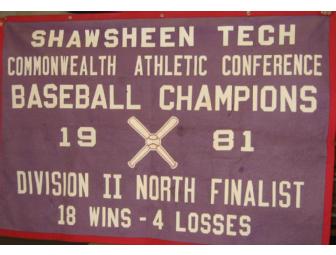 SHAWSHEEN TECH
COMMONWEALTH ATHLETIC CONFERENCE
BASEBALL CHAMPIONS
19 81
DIVISION II NORTH FINALIST
18 WINS - 4 LOSSES